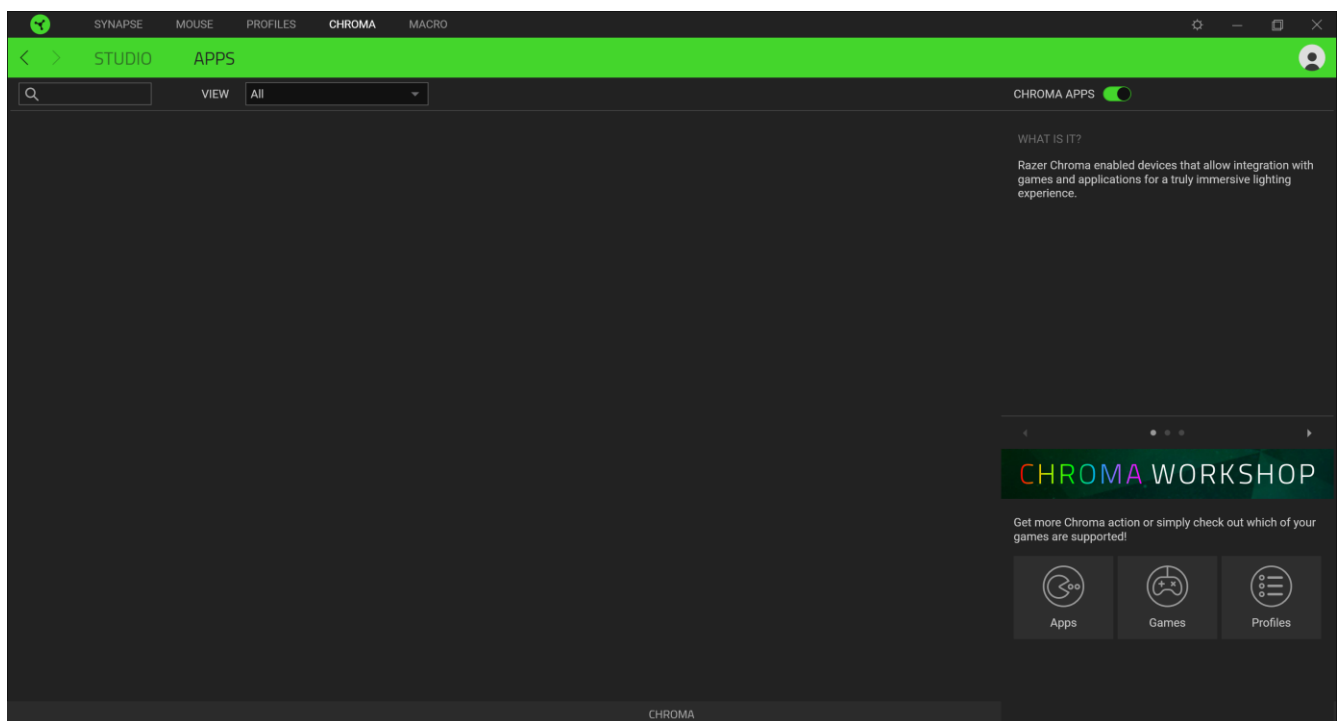 SYNAPSE MOUSE PROFILES CHROMA MACRO
STUDIO APPS
VIEW All
CHROMA APPS
WHAT IS IT?
Razer Chroma enabled devices that allow integration with
games and applications for a truly immersive lighting
experience.
CHROMA WORKSHOP
Get more Chroma action or simply check out which of your
games are supported!
Apps Games Profiles
CHROMA